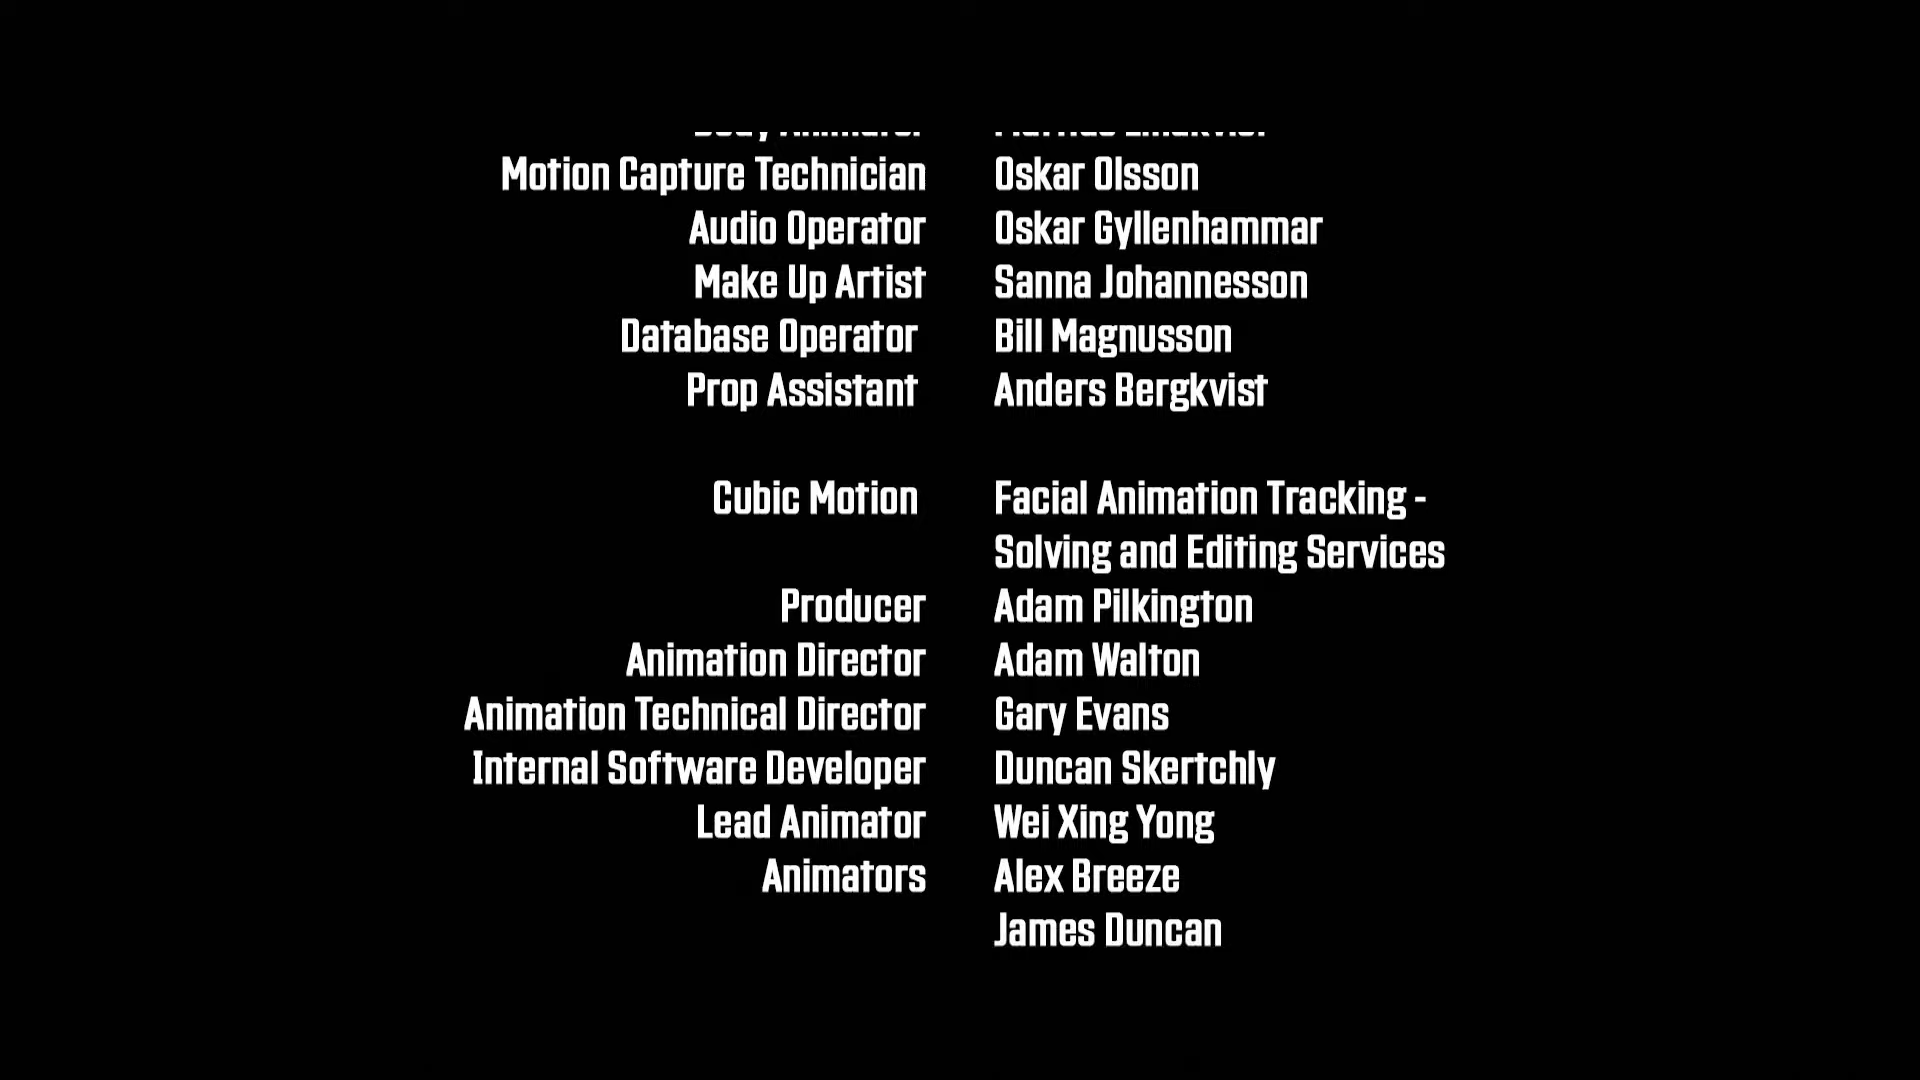 Motion Capture Technician Oskar Olsson
Audio Operator Oskar Gyllenhammar
Make Up Artist Sanna Johannesson
Database Operator Bill Magnusson
Prop Assistant Anders Bergkvist
Cubic Motion Facial Animation Tracking -
Solving and Editing Services
Producer Adam Pilkington
Animation Director Adam Walton
Animation Technical Director Gary Evans
Internal Software Developer Duncan Skertchly
Lead Animator Wei Xing Yong
Animators Alex Breeze
James Duncan